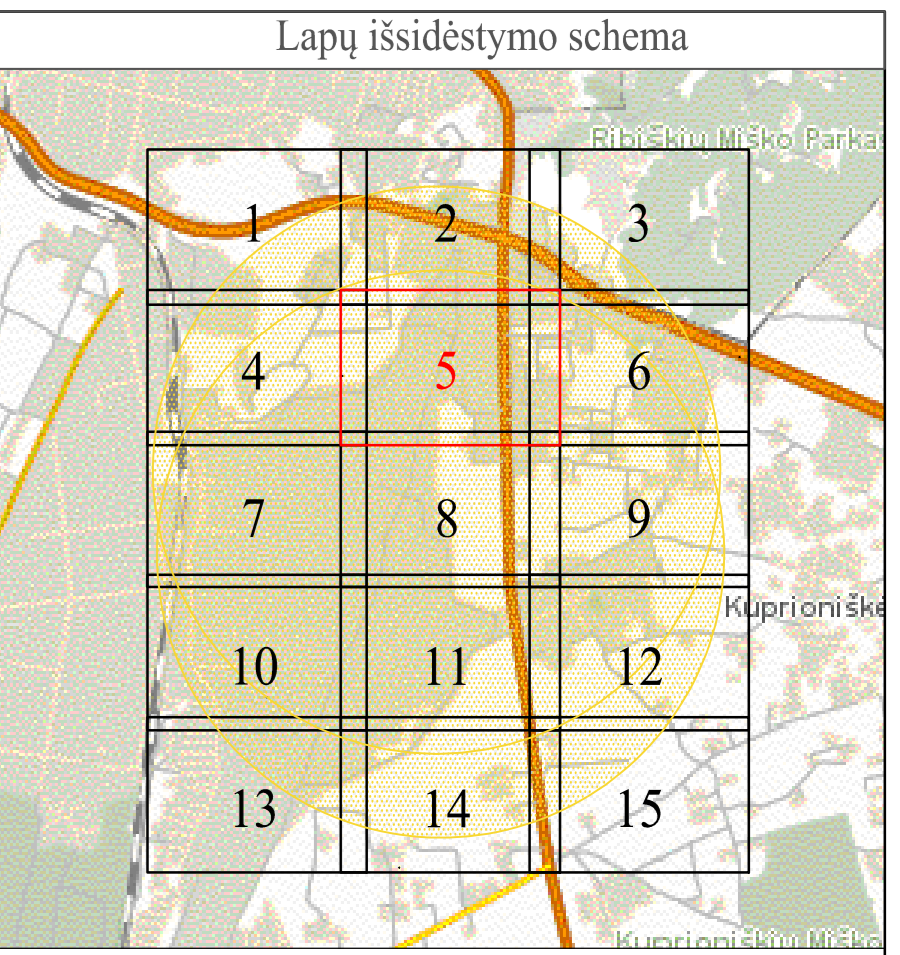 Lapų išsidėstymo schema
Ribiškių Miško Parkas
1 2 3
4 5 6
7 8 9
Kuprioniškė
10 11 12
13 14 15
Kuprioniškių Miško